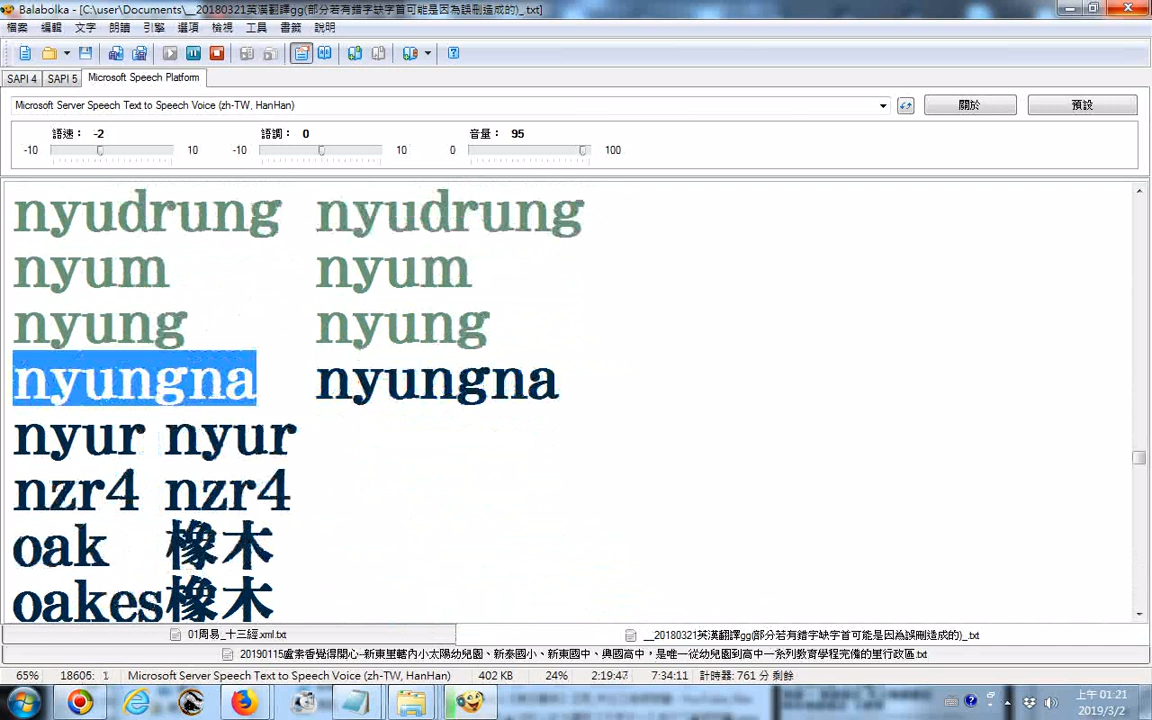 Balabolka - [C:\user\Documents\__20180321英漢翻譯gg(部分若有錯字缺字首可能是因為誤刪造成的)_.txt]
檔案 編輯 文字 朗讀 引擎 選項 檢視 工具 書籤 說明
SAPI 4 SAPI 5 Microsoft Speech Platform
Microsoft Server Speech Text to Speech Voice (zh-TW, HanHan) 關於 預設
語速： -2 語調： 0 音量： 95
-10 10 -10 10 0 100
nyudrung nyudrung
nyum nyum
nyung nyung
nyungna nyungna
nyur nyur
nzr4 nzr4
oak 橡木
oakes橡木
01周易_十三經.xml.txt __20180321英漢翻譯gg(部分若有錯字缺字首可能是因為誤刪造成的)_.txt
20190115盧素香覺得開心-新東里轄內小太陽幼兒園、新泰國小、新東國中、興國高中，是唯一從幼兒園到高中一系列教育學程完備的里行政區.txt
65% 18605: 1 Microsoft Server Speech Text to Speech Voice (zh-TW, HanHan) 402 KB 24% 2:19:47 7:34:11 計時器: 761 分 剩餘
上午 01:21
2019/3/2